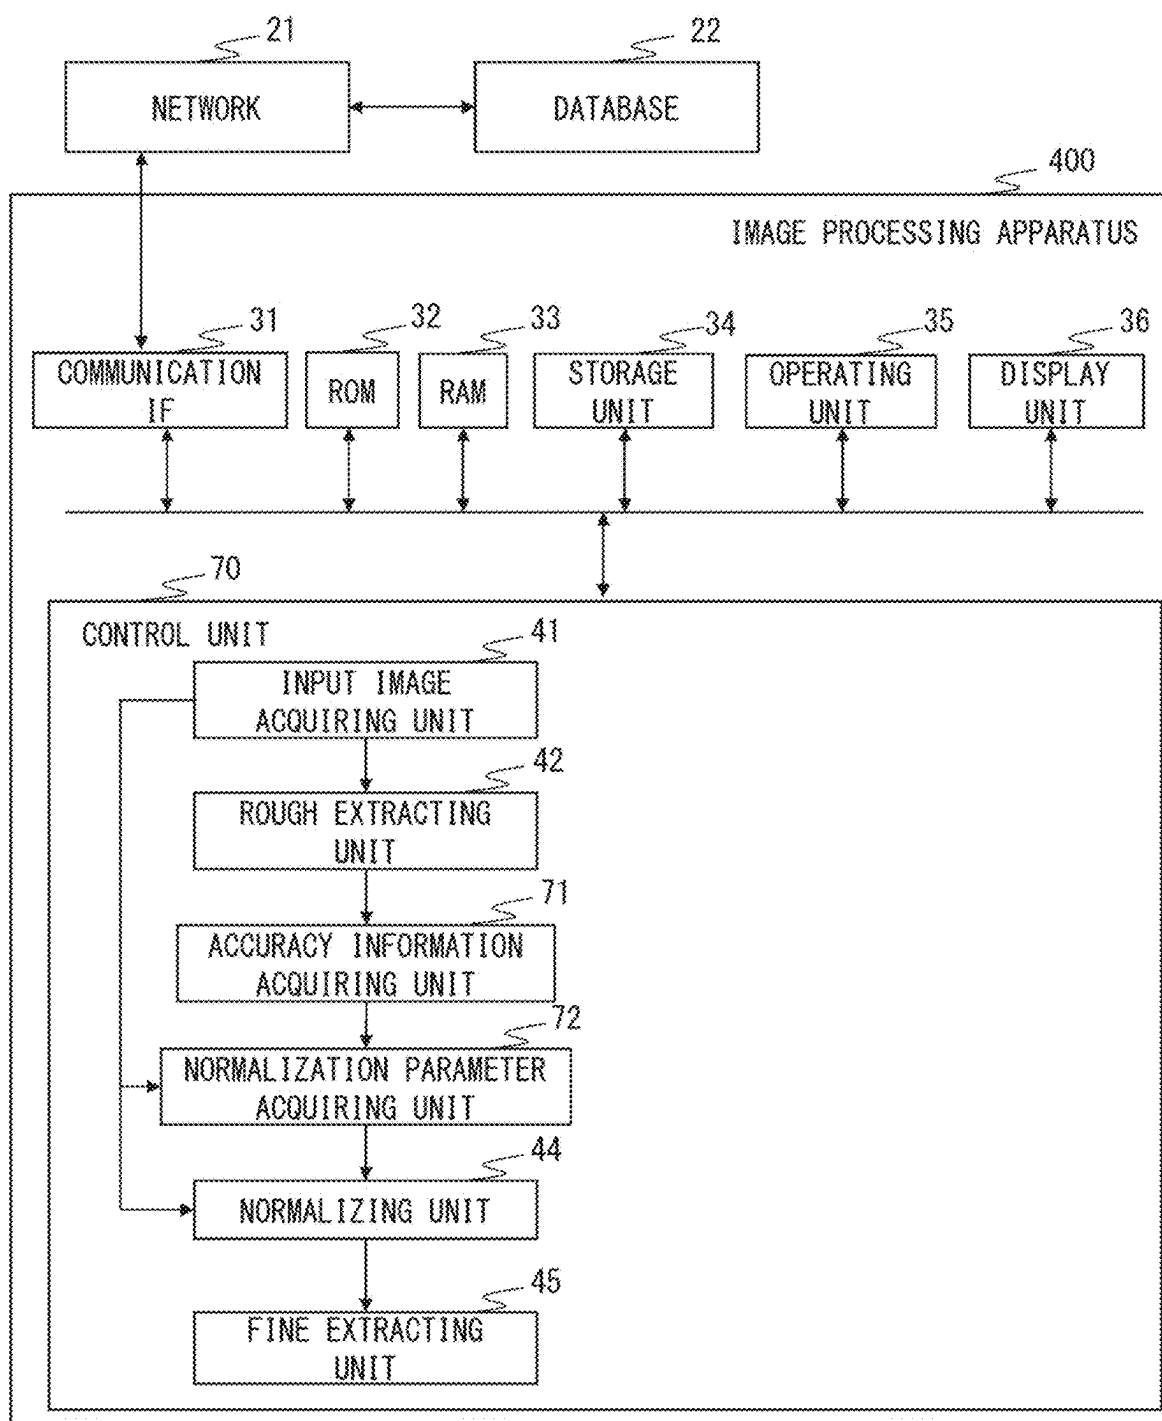 21
22
NETWORK
DATABASE
400
IMAGE PROCESSING APPARATUS
31
32
33
34
35
36
COMMUNICATION
IF
ROM
RAM
STORAGE
UNIT
OPERATING
UNIT
DISPLAY
UNIT
70
CONTROL UNIT
41
INPUT IMAGE
ACQUIRING UNIT
42
ROUGH EXTRACTING
UNIT
71
ACCURACY INFORMATION
ACQUIRING UNIT
72
NORMALIZATION PARAMETER
ACQUIRING UNIT
44
NORMALIZING UNIT
45
FINE EXTRACTING
UNIT